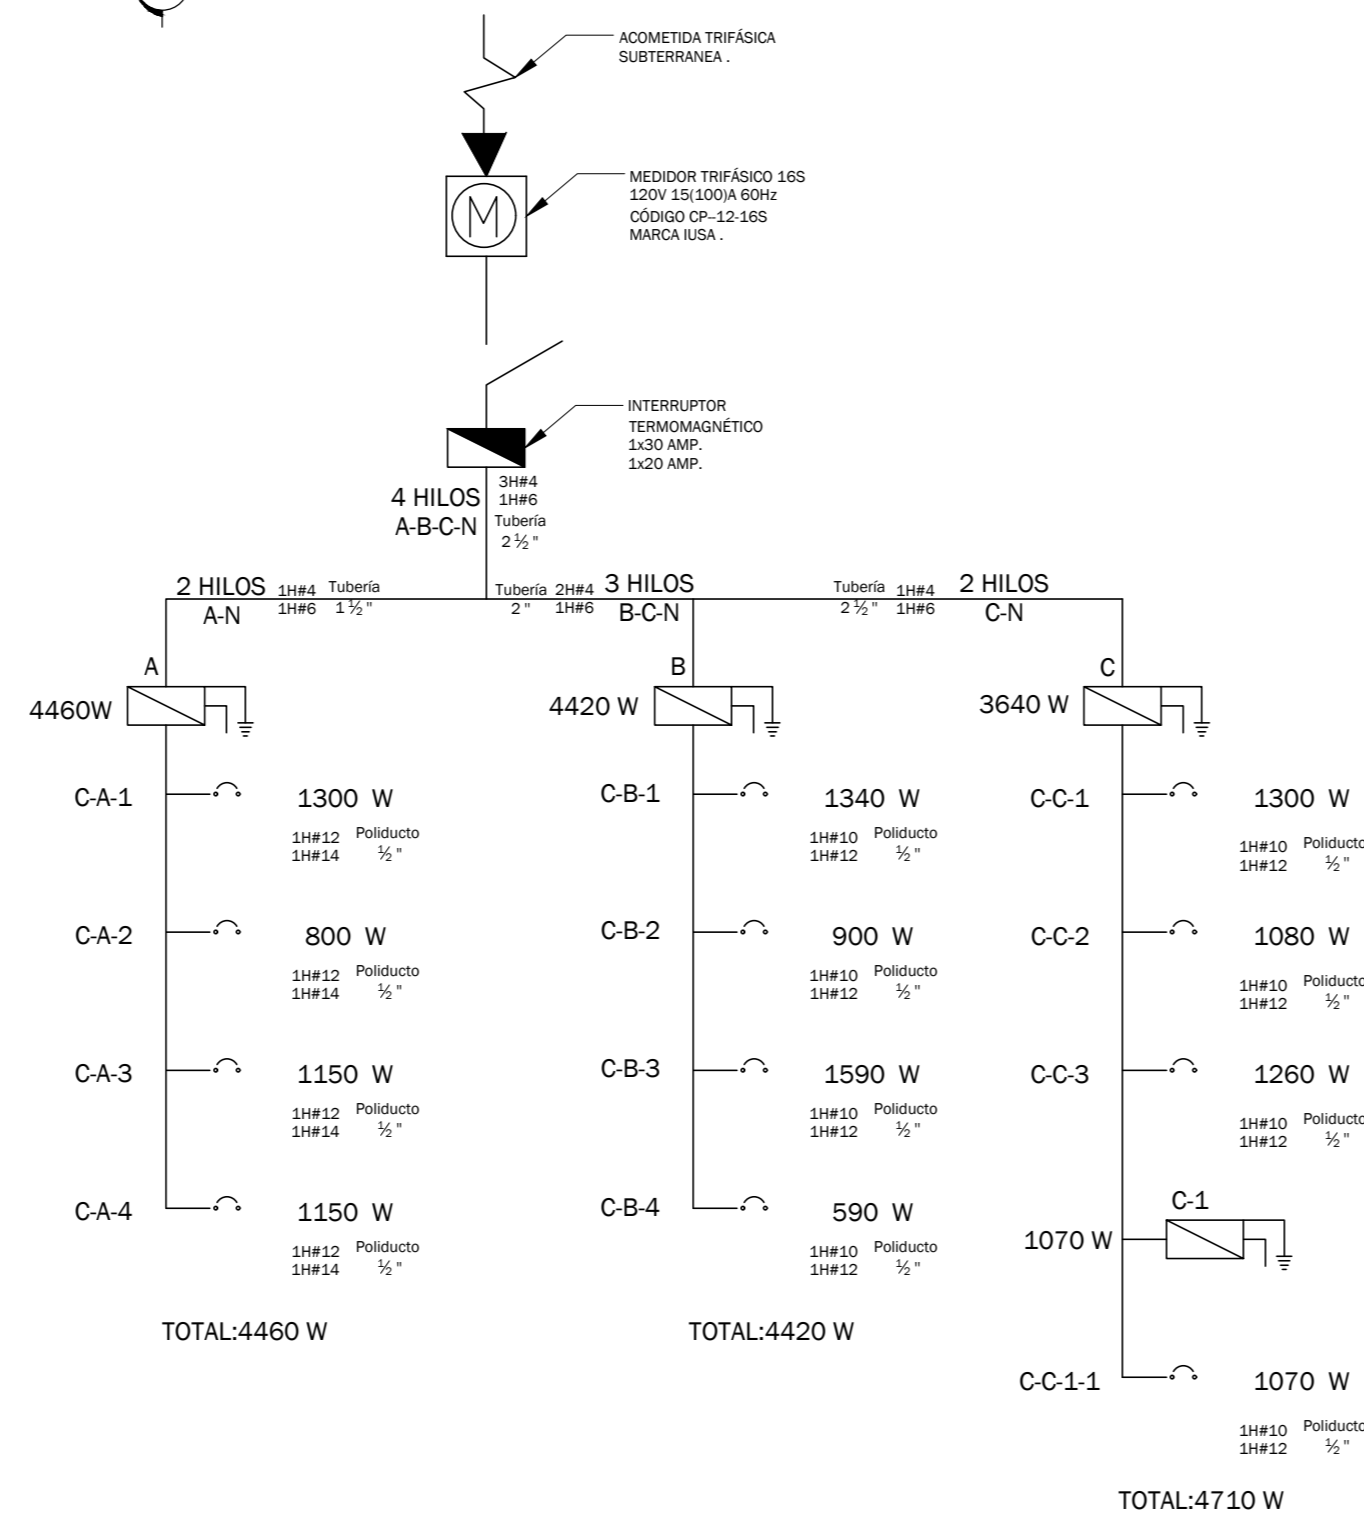 ACOMETIDA TRIFÁSICA
SUBTERRANEA .
M
MEDIDOR TRIFÁSICO 16S
120V 15(100)A 60Hz
CÓDIGO CP--12-16S
MARCA IUSA .
INTERRUPTOR
TERMOMAGNÉTICO
1x30 AMP.
1x20 AMP.
4 HILOS
A-B-C-N
3H#4
1H#6
Tubería
2 ½ "
2 HILOS
A-N
1H#4
1H#6
Tubería
1 ½ "
Tubería
2 "
2H#4
1H#6
3 HILOS
B-C-N
Tubería
2 ½ "
1H#4
1H#6
2 HILOS
C-N
A
4460W
C-A-1
1300 W
1H#12
1H#14
Poliducto
½ "
C-A-2
800 W
1H#12
1H#14
Poliducto
½ "
C-A-3
1150 W
1H#12
1H#14
Poliducto
½ "
C-A-4
1150 W
1H#12
1H#14
Poliducto
½ "
TOTAL:4460 W
B
4420 W
C-B-1
1340 W
1H#10
1H#12
Poliducto
½ "
C-B-2
900 W
1H#10
1H#12
Poliducto
½ "
C-B-3
1590 W
1H#10
1H#12
Poliducto
½ "
C-B-4
590 W
1H#10
1H#12
Poliducto
½ "
TOTAL:4420 W
C
3640 W
C-C-1
1300 W
1H#10
1H#12
Poliducto
½ "
C-C-2
1080 W
1H#10
1H#12
Poliducto
½ "
C-C-3
1260 W
1H#10
1H#12
Poliducto
½ "
C-1
1070 W
C-C-1-1
1070 W
1H#10
1H#12
Poliducto
½ "
TOTAL:4710 W